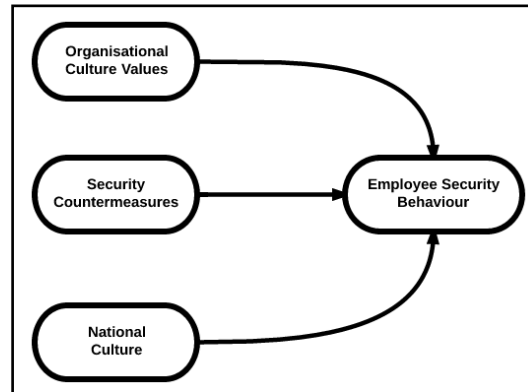 Organisational
Culture Values
Security
Countermeasures
Employee Security
Behaviour
National
Culture